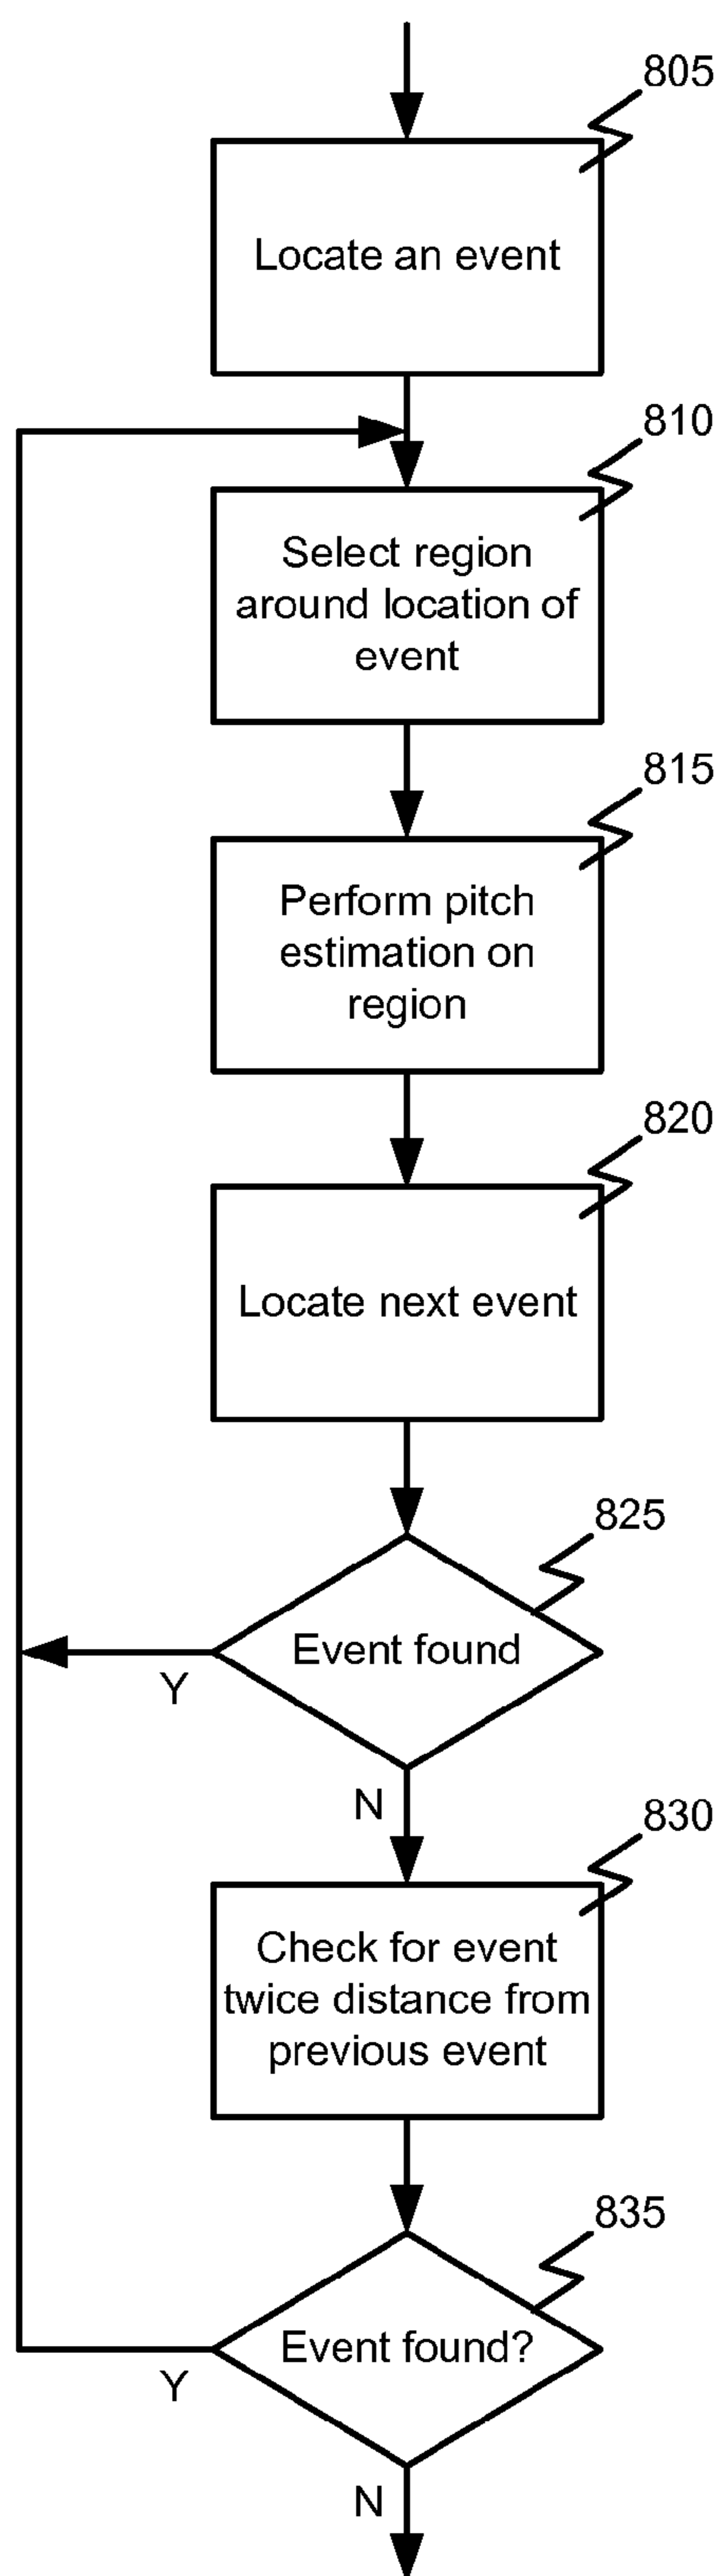 805
Locate an event
810
Select region
around location of
event
815
Perform pitch
estimation on
region
820
Locate next event
825
Event found
Y
N
830
Check for event
twice distance from
previous event
835
Event found?
Y
N